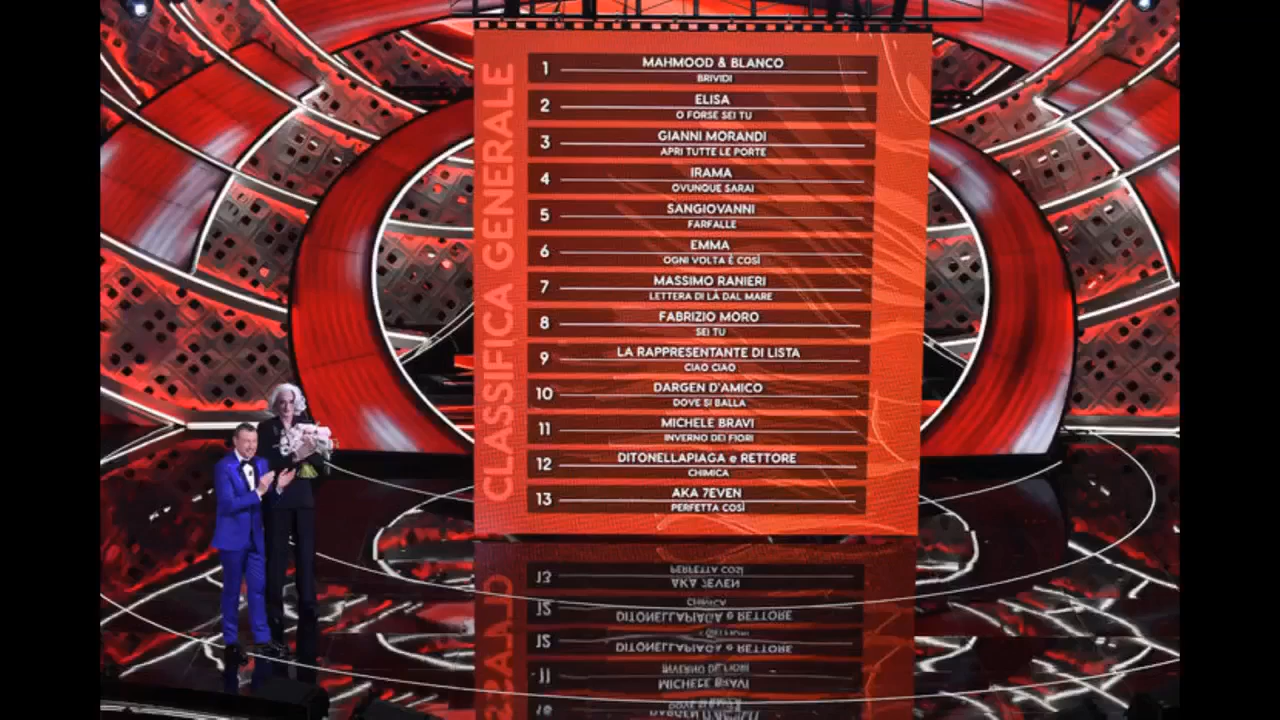 CLASSIFICA GENERALE
1 MAHMOOD & BLANCO
BRIVIDI
2 ELISA
O FORSE SEI TU
3 GIANNI MORANDI
APRI TUTTE LE PORTE
4 IRAMA
OVUNQUE SARAI
5 SANGIOVANNI
FARFALLE
6 EMMA
OGNI VOLTA È COSÌ
7 MASSIMO RANIERI
LETTERA DI LÀ DAL MARE
8 FABRIZIO MORO
SEI TU
9 LA RAPPRESENTANTE DI LISTA
CIAO CIAO
10 DARGEN D'AMICO
DOVE SI BALLA
11 MICHELE BRAVI
INVERNO DEI FIORI
12 DITONELLAPIAGA e RETTORE
CHIMICA
13 AKA 7EVEN
PERFETTA COSÌ